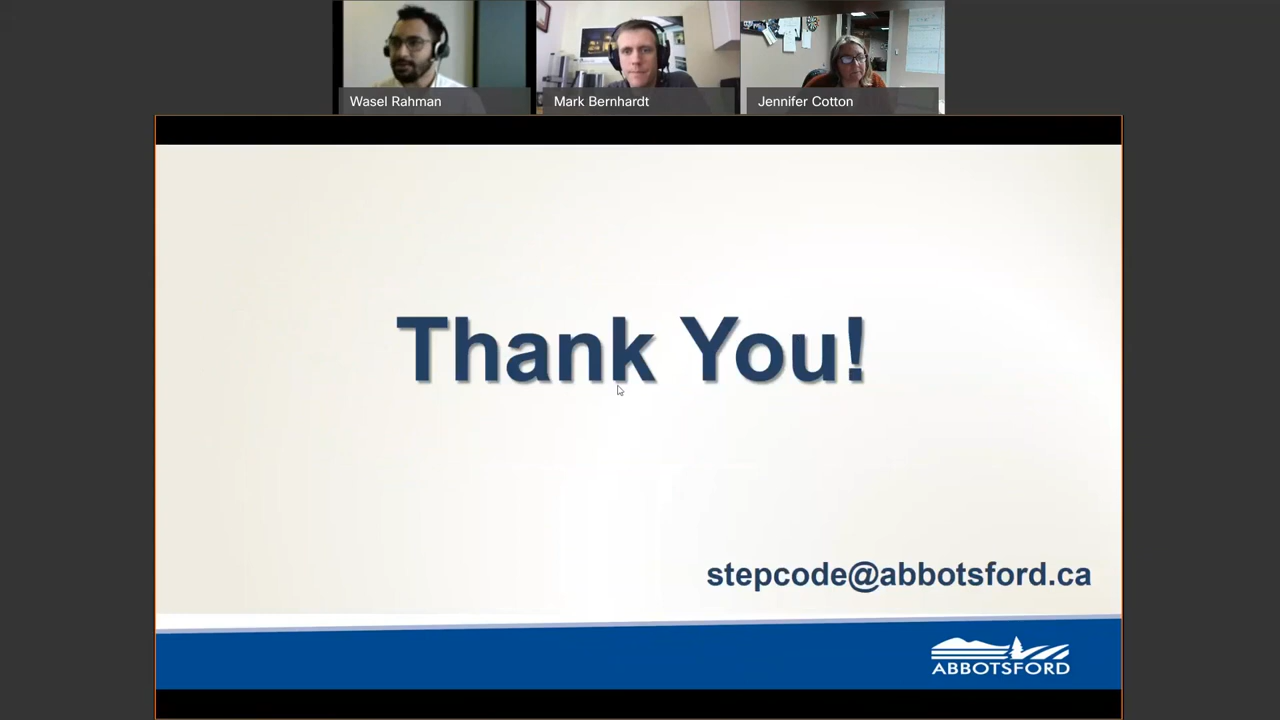 Wasel Rahman
Mark Bernhardt
Jennifer Cotton
Thank You!
stepcode@abbotsford.ca
ABBOTSFORD